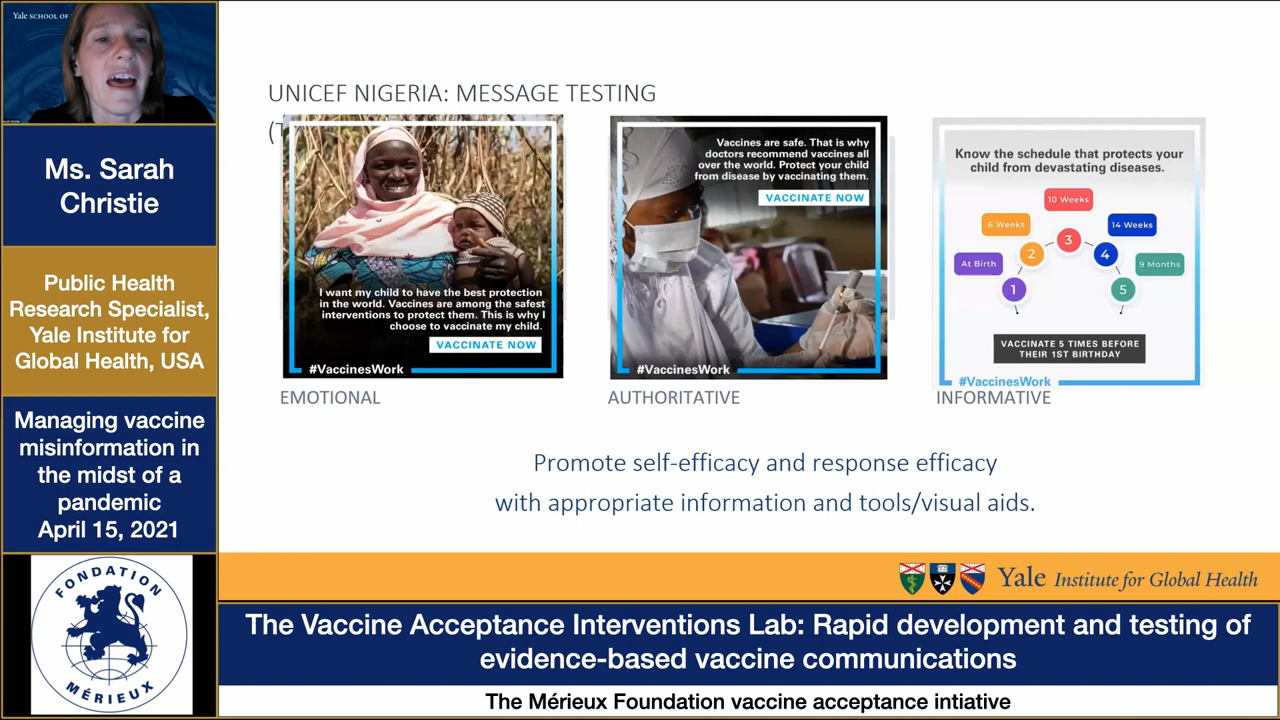 Yale SCHOOL OF
Ms. Sarah
Christie
Public Health
Research Specialist,
Yale Institute for
Global Health, USA
Managing vaccine
misinformation in
the midst of a
pandemic
April 15, 2021
FONDATION
MÉRIEUX
UNICEF NIGERIA: MESSAGE TESTING
(T
I want my child to have the best protection
in the world. Vaccines are among the safest
interventions to protect them. This is why I
choose to vaccinate my child.
VACCINATE NOW
#VaccinesWork
EMOTIONAL
Vaccines are safe. That is why
doctors recommend vaccines all
over the world. Protect your child
from disease by vaccinating them.
VACCINATE NOW
#VaccinesWork
AUTHORITATIVE
Know the schedule that protects your
child from devastating diseases.
At Birth
6 Weeks
10 Weeks
14 Weeks
9 Months
1
2
3
4
5
VACCINATE 5 TIMES BEFORE
THEIR 1ST BIRTHDAY
#VaccinesWork
INFORMATIVE
Promote self-efficacy and response efficacy
with appropriate information and tools/visual aids.
Yale Institute for Global Health
The Vaccine Acceptance Interventions Lab: Rapid development and testing of
evidence-based vaccine communications
The Mérieux Foundation vaccine acceptance intiative